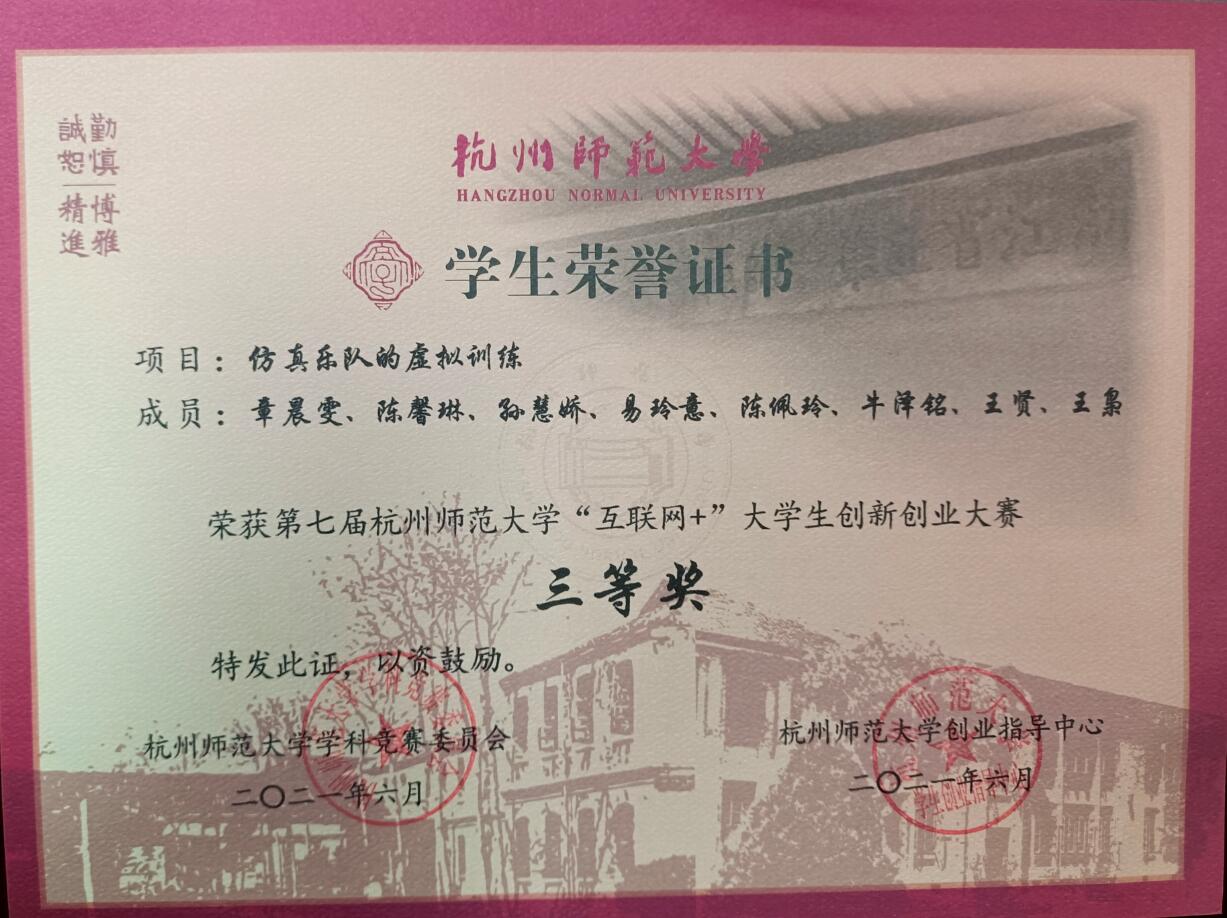 勤慎
誠恕
博雅
精進
杭州師範大學
HANGZHOU NORMAL UNIVERSITY
学生荣誉证书
项目：仿真乐队的虚拟训练
成员：章晨雯、陈馨琳、孙慧娇、易玲意、陈佩玲、牛泽铭、王贤、王枭
荣获第七届杭州师范大学“互联网+”大学生创新创业大赛
三等奖
特发此证，以资鼓励。
杭州师范大学学科竞赛委员会
二〇二一年六月
杭州师范大学创业指导中心
二〇二一年六月